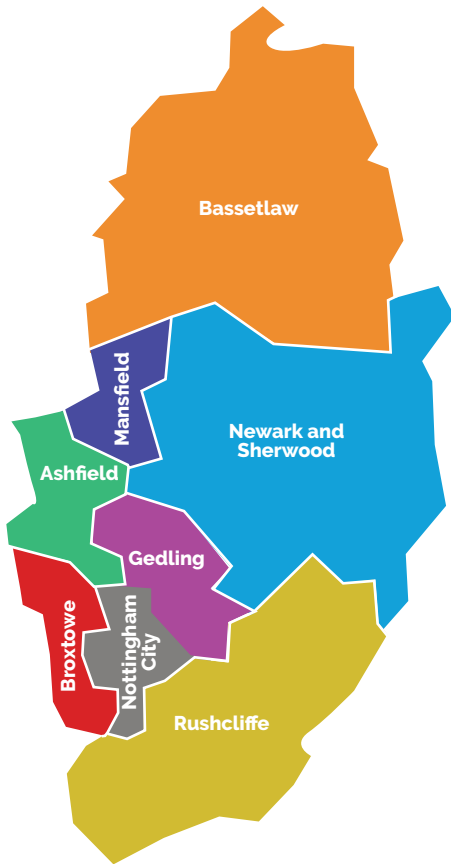 Bassetlaw
Mansfield
Newark and
Sherwood
Ashfield
Gedling
Broxtowe
Nottingham
City
Rushcliffe